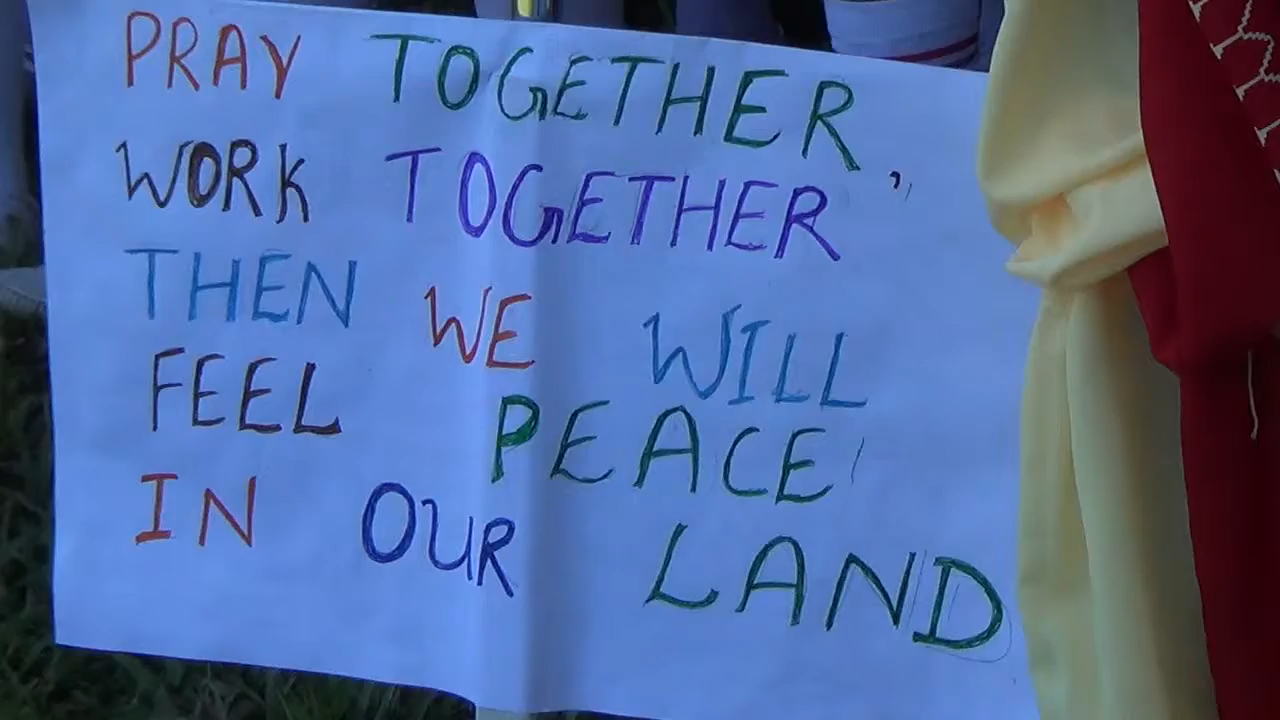 PRAY TOGETHER,
WORK TOGETHER
THEN WE WILL
FEEL PEACE
IN OUR LAND